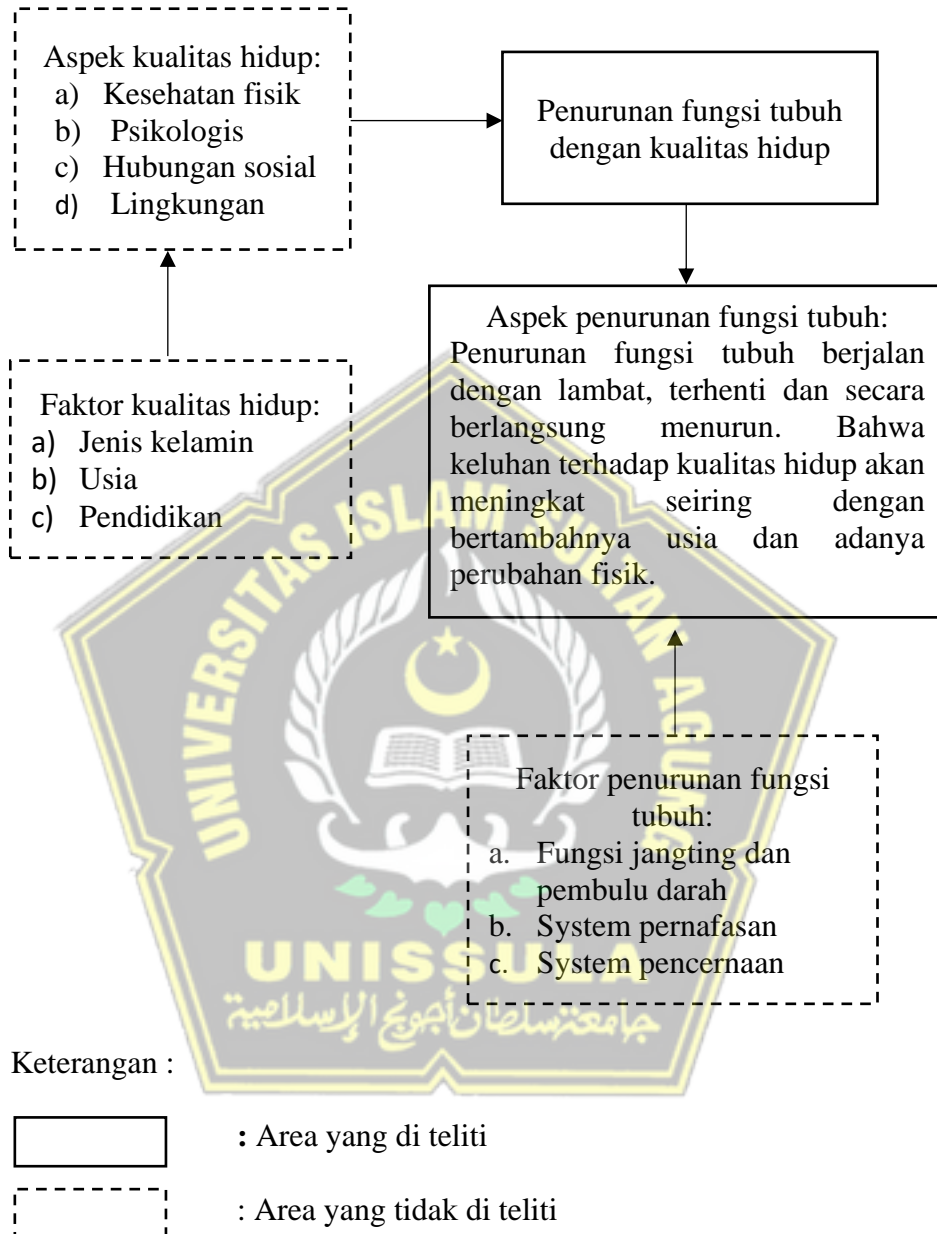 Aspek kualitas hidup:
a) Kesehatan fisik
b) Psikologis
c) Hubungan sosial
d) Lingkungan
Penurunan fungsi tubuh
dengan kualitas hidup
Faktor kualitas hidup:
a) Jenis kelamin
b) Usia
c) Pendidikan
Aspek penurunan fungsi tubuh:
Penurunan fungsi tubuh berjalan
dengan lambat, terhenti dan secara
berlangsung menurun. Bahwa
keluhan terhadap kualitas hidup akan
meningkat seiring dengan
bertambahnya usia dan adanya
perubahan fisik.
Faktor penurunan fungsi
tubuh:
a. Fungsi jangting dan
pembulu darah
b. System pernafasan
c. System pencernaan
UNIVERSITAS ISLAM SULTAN AGUNG
UNISSULA
جامعتسلطان أجونج الإسلامية
Keterangan :
: Area yang di teliti
: Area yang tidak di teliti